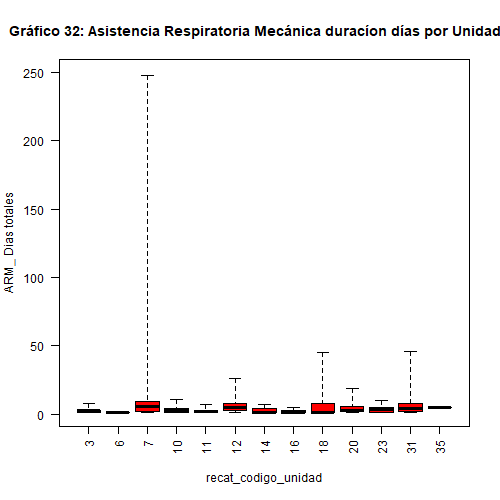 Gráfico 32: Asistencia Respiratoria Mecánica duracíon días por Unidad
250
200
150
100
50
0
ARM_ Dias totales
3 6 7 10 11 12 14 16 18 20 23 31 35
recat_codigo_unidad